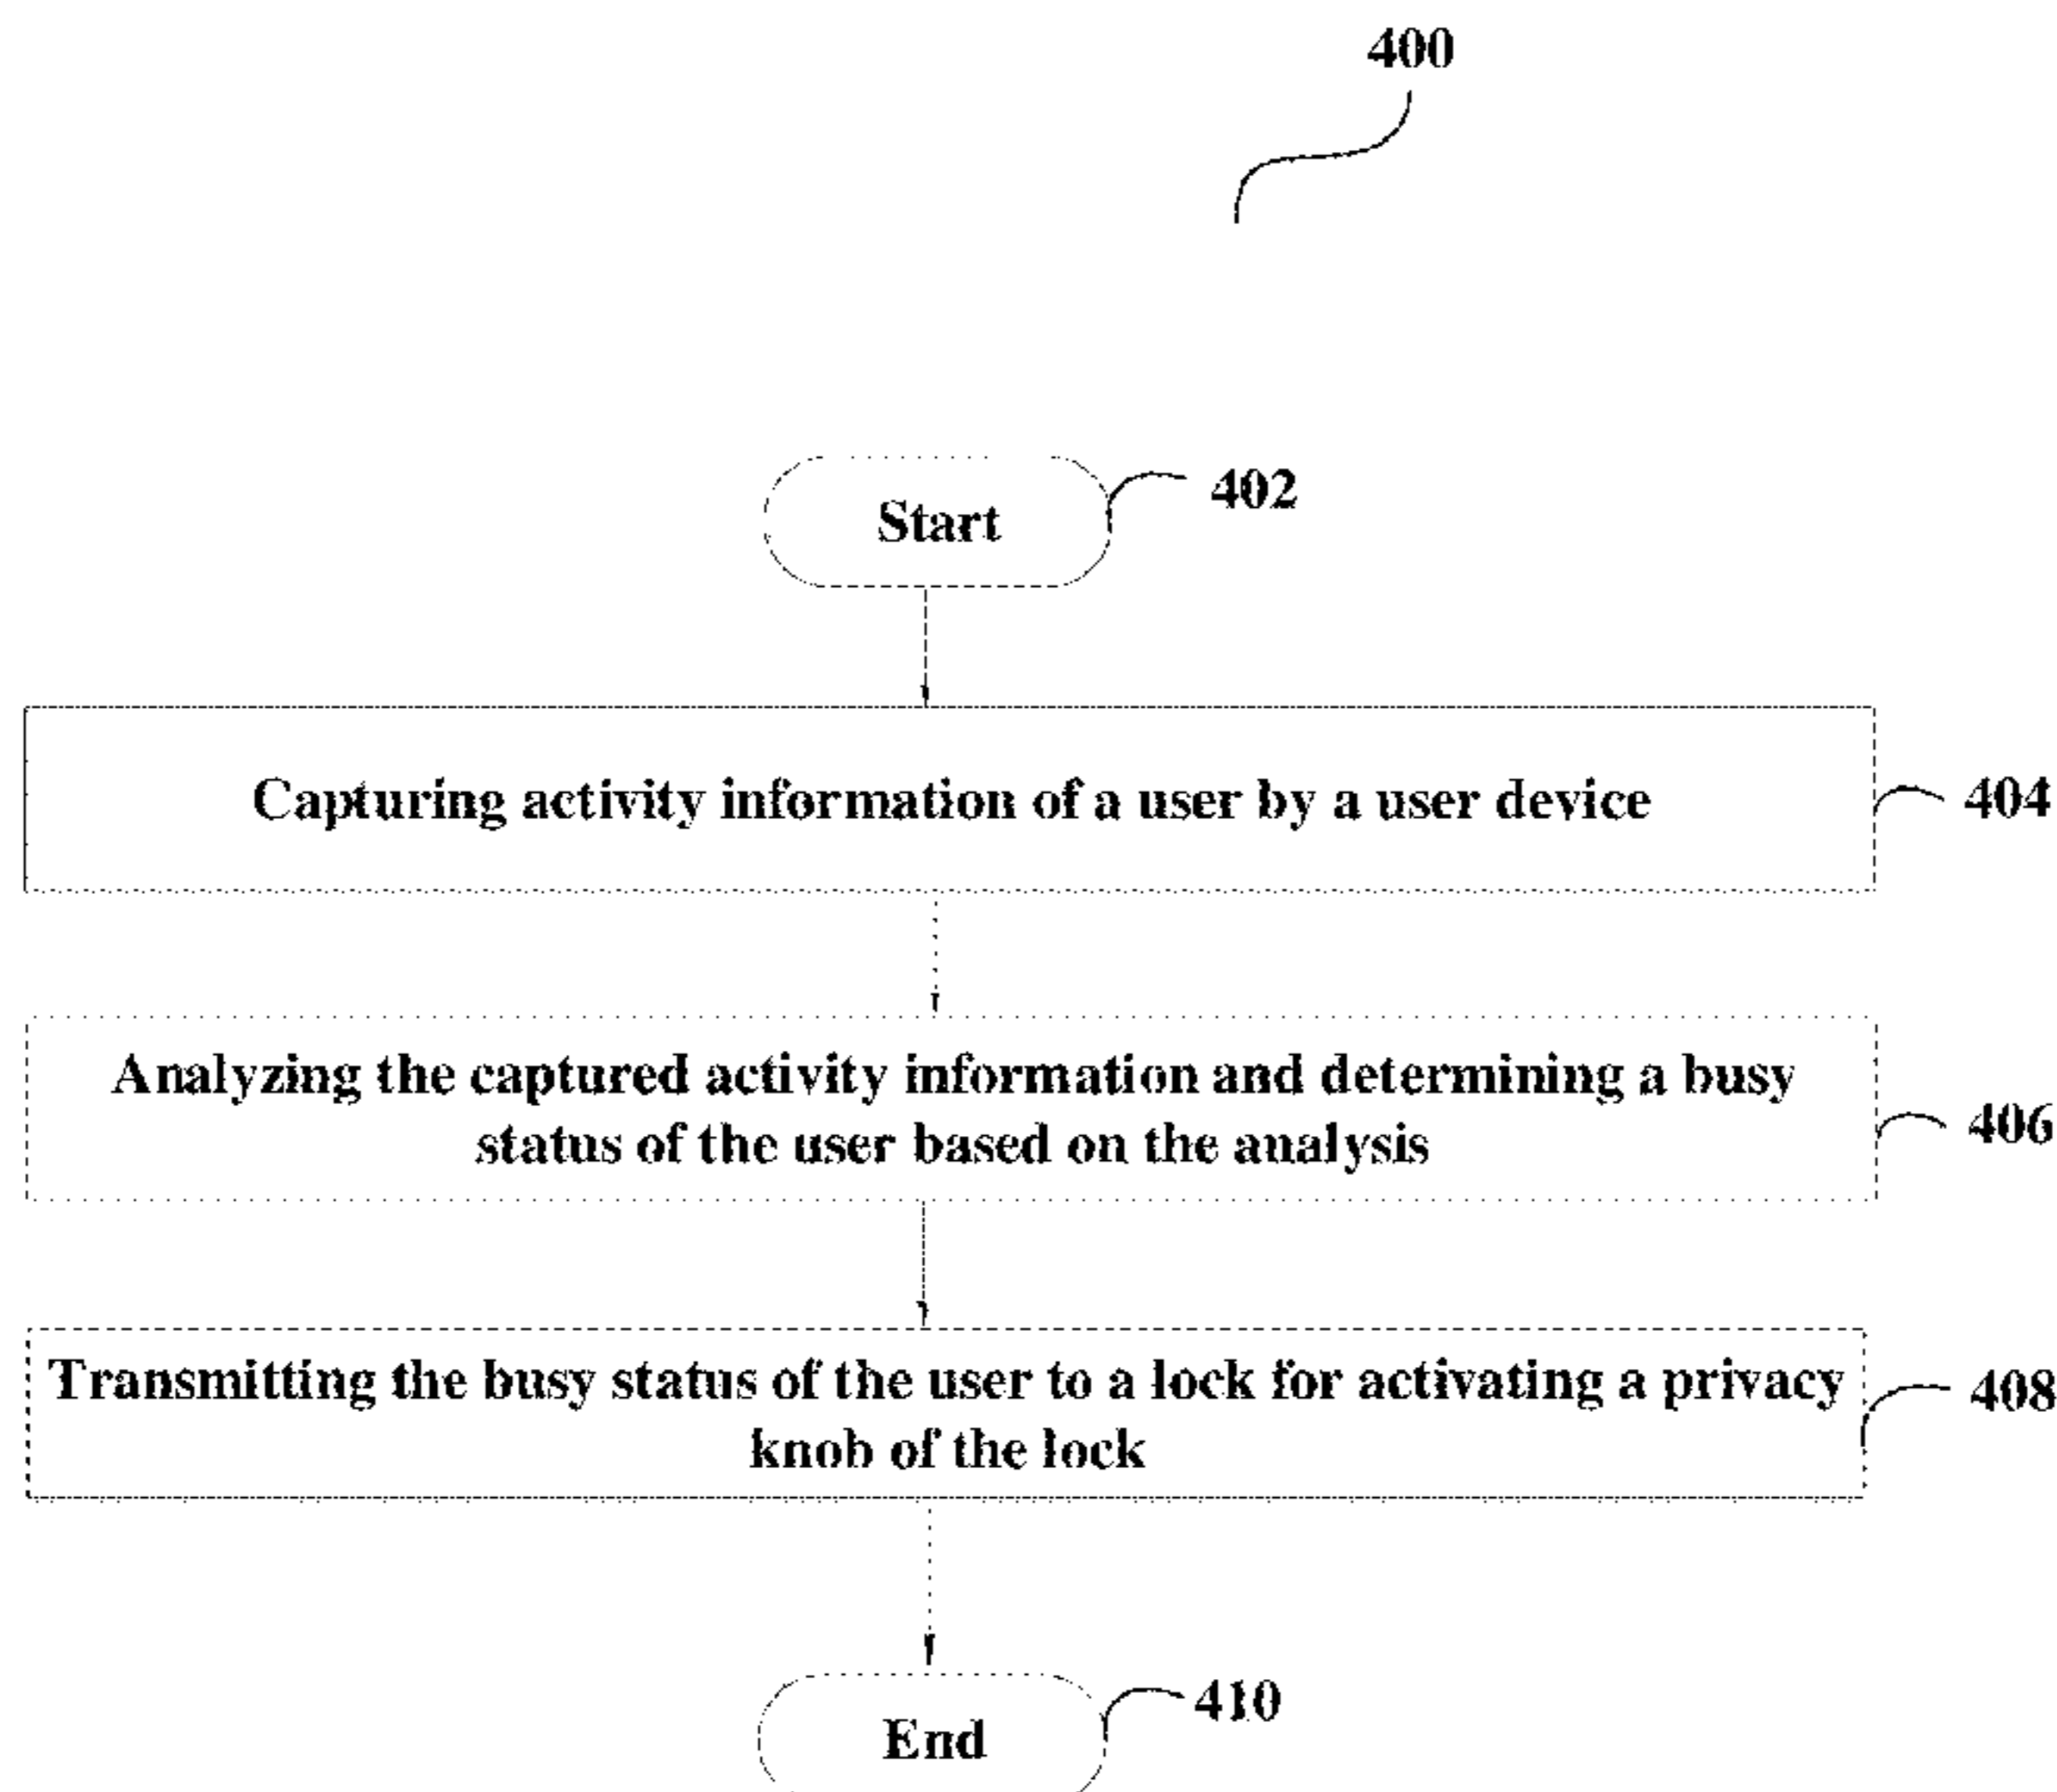 400
Start
402
Capturing activity information of a user by a user device
404
Analyzing the captured activity information and determining a busy
status of the user based on the analysis
406
Transmitting the busy status of the user to a lock for activating a privacy
knob of the lock
408
End
410